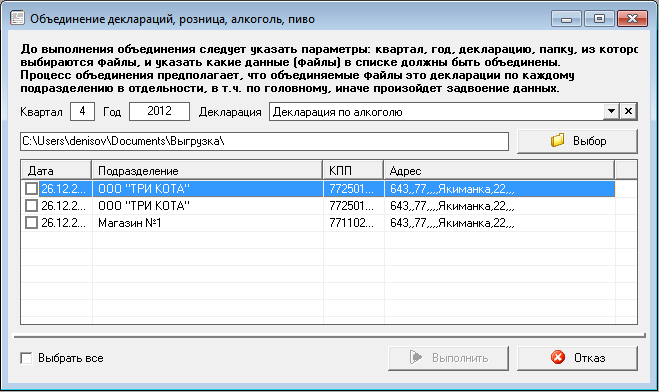 Объединение деклараций, розница, алкоголь, пиво
До выполнения объединения следует указать параметры: квартал, год, декларацию, папку, из которо
выбираются файлы, и указать какие данные (файлы) в списке должны быть объединены.
Процесс объединения предполагает, что объединяемые файлы это декларации по каждому
подразделению в отдельности, в т.ч. по головному, иначе произойдет задвоение данных.
Квартал 4 Год 2012 Декларация Декларация по алкоголю
C:\Users\denisov\Documents\Выгрузка\ Выбор
Дата Подразделение КПП Адрес
26.12.2... ООО "ТРИ КОТА" 772501... 643,,77,,,,Якиманка,22,,,
26.12.2... ООО "ТРИ КОТА" 772501... 643,,77,,,,Якиманка,22,,,
26.12.2... Магазин №1 771102... 643,,77,,,,Якиманка,22,,,
Выбрать все Выполнить Отказ